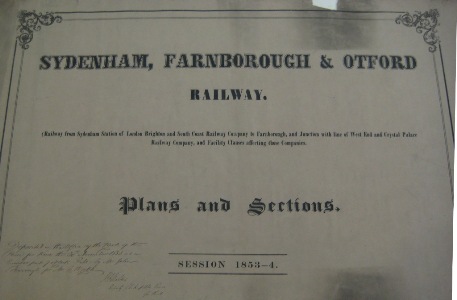 SYDENHAM, FARNBOROUGH & OTFORD
RAILWAY.
(Railway from Sydenham Station of London Brighton and South Coast Railway Company to Farnborough, and Junction with line of West End and Crystal Palace
Railway Company, and Facility Clauses affecting those Companies.
Plans and Sections.
SESSION 1853-4.